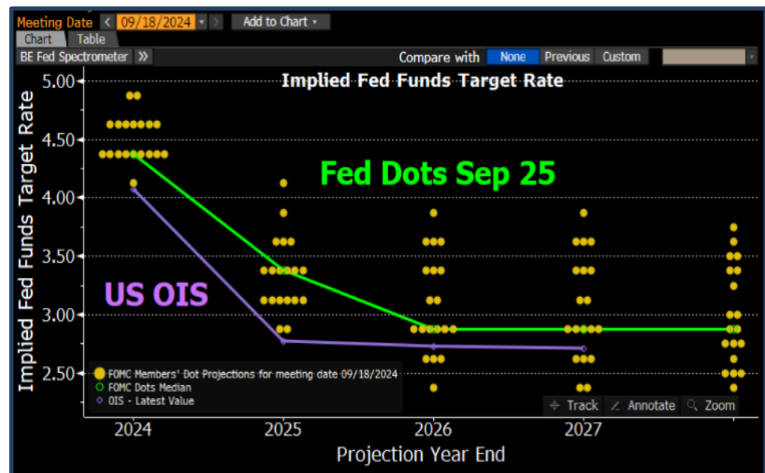 Meeting Date < 09/18/2024 > Add to Chart
Chart Table
BE Fed Spectrometer » Compare with None Previous Custom
Implied Fed Funds Target Rate
Implied Fed Funds Target Rate
5.00
4.50
4.00
3.50
3.00
2.50
Fed Dots Sep 25
US OIS
FOMC Members' Dot Projections for meeting date 09/18/2024
FOMC Dots Median
OIS - Latest Value
Track Annotate Zoom
2024 2025 2026 2027
Projection Year End